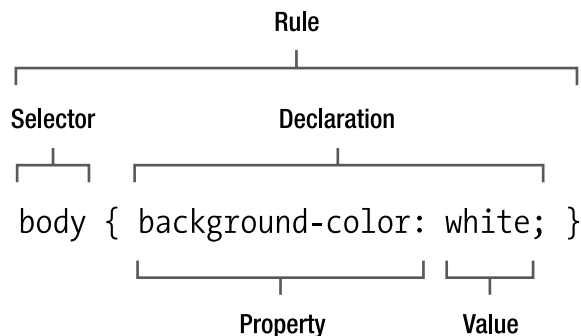 Rule
Selector Declaration
body { background-color: white; }
Property Value